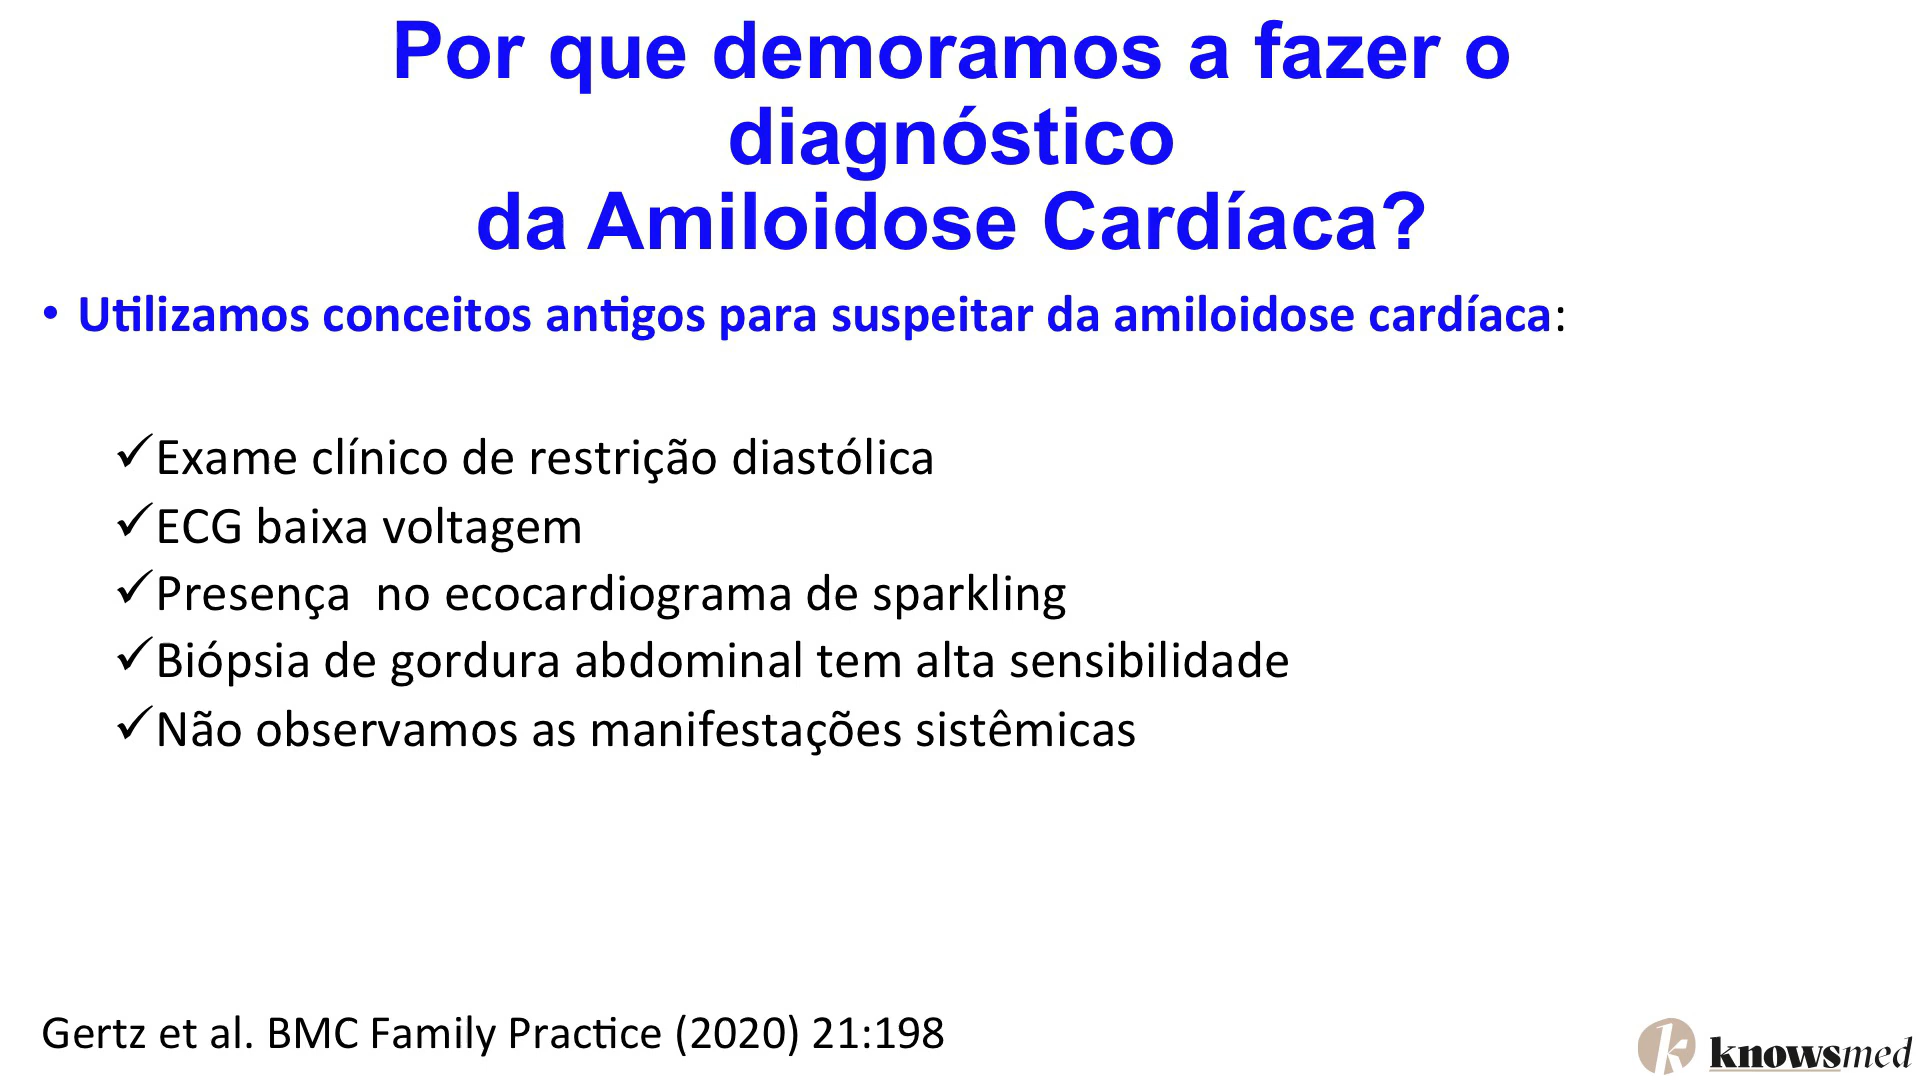 Por que demoramos a fazer o
diagnóstico
da Amiloidose Cardíaca?
• Utilizamos conceitos antigos para suspeitar da amiloidose cardíaca:
✓Exame clínico de restrição diastólica
✓ECG baixa voltagem
✓Presença  no ecocardiograma de sparkling
✓Biópsia de gordura abdominal tem alta sensibilidade
✓Não observamos as manifestações sistêmicas
Gertz et al. BMC Family Practice (2020) 21:198
k knowsmed